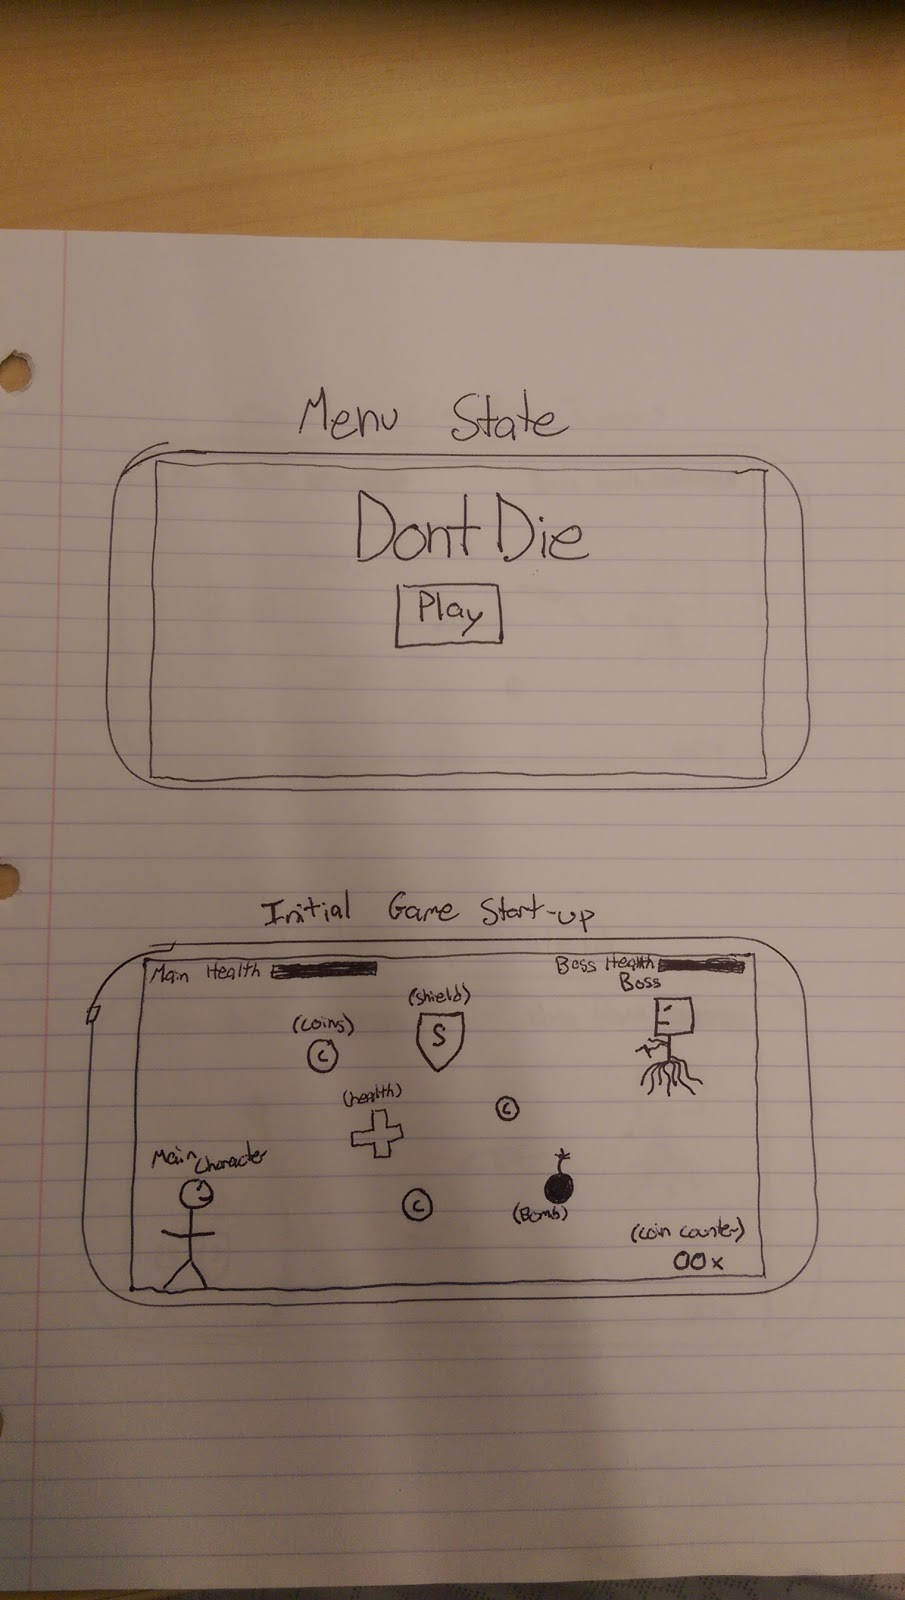 Menu State
Dont Die
Play
Initial Game Start-up
Main Health
Boss Health
Boss
(shield)
S
(coins)
C
(health)
C
Main Character
C
(Bomb)
(coin counter)
00x